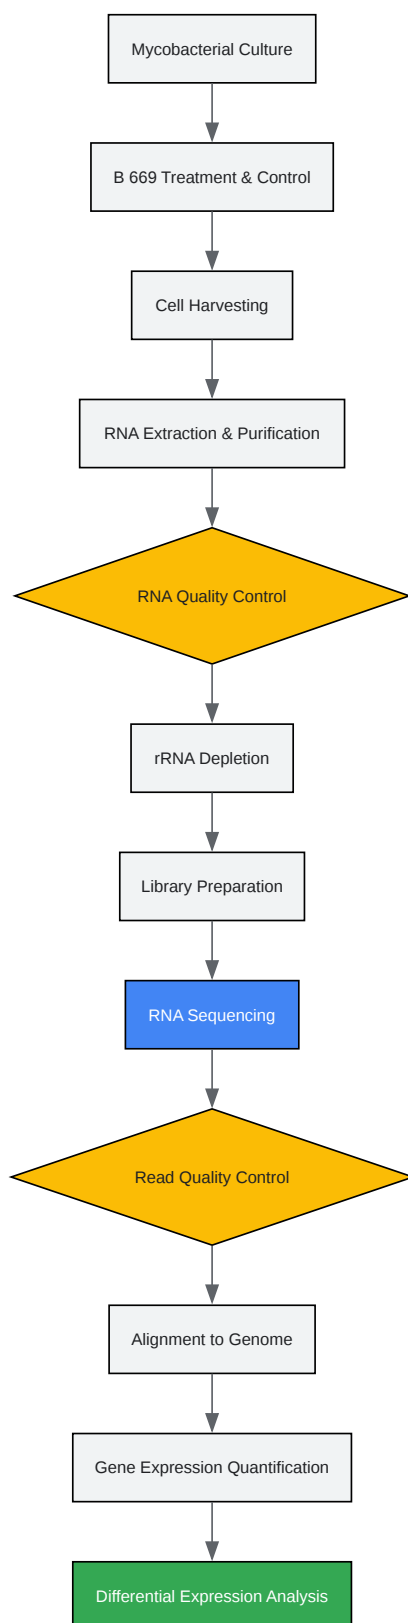 Mycobacterial Culture
B 669 Treatment & Control
Cell Harvesting
RNA Extraction & Purification
RNA Quality Control
rRNA Depletion
Library Preparation
RNA Sequencing
Read Quality Control
Alignment to Genome
Gene Expression Quantification
Differential Expression Analysis